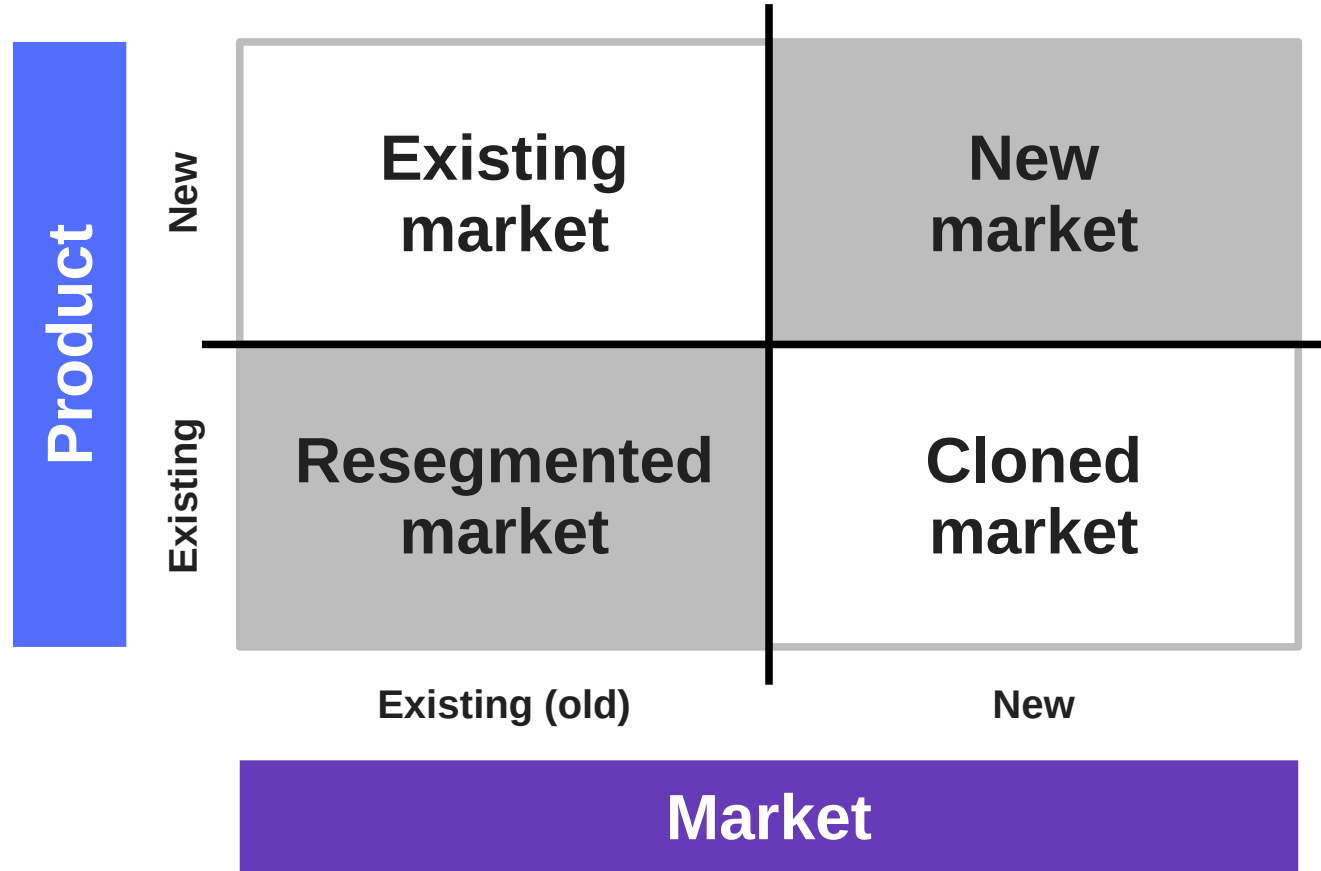 Product
New
Existing
market
New
market
Existing
Resegmented
market
Cloned
market
Existing (old)
New
Market